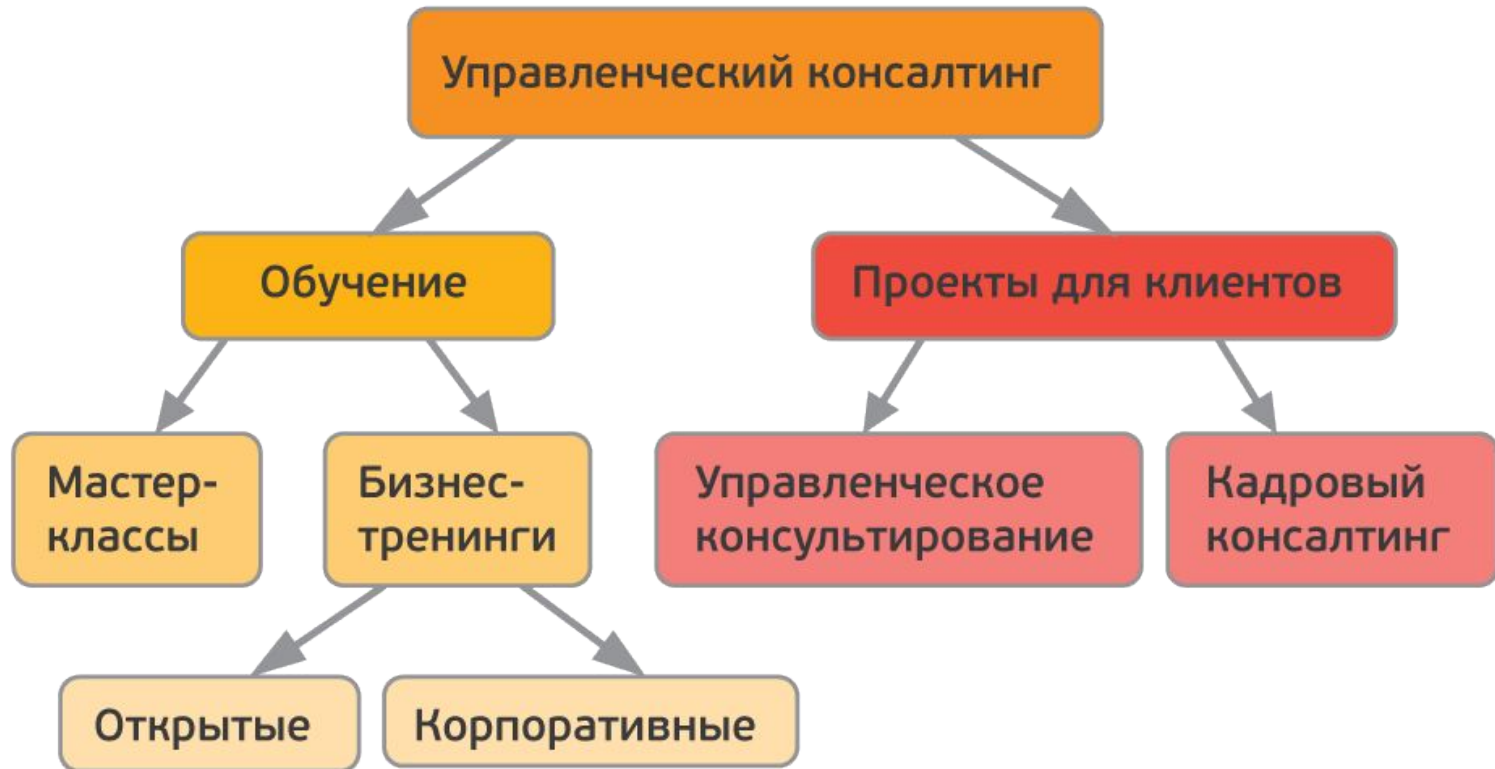 Управленческий консалтинг
Обучение
Проекты для клиентов
Мастер-
классы
Бизнес-
тренинги
Управленческое
консультирование
Кадровый
консалтинг
Открытые
Корпоративные